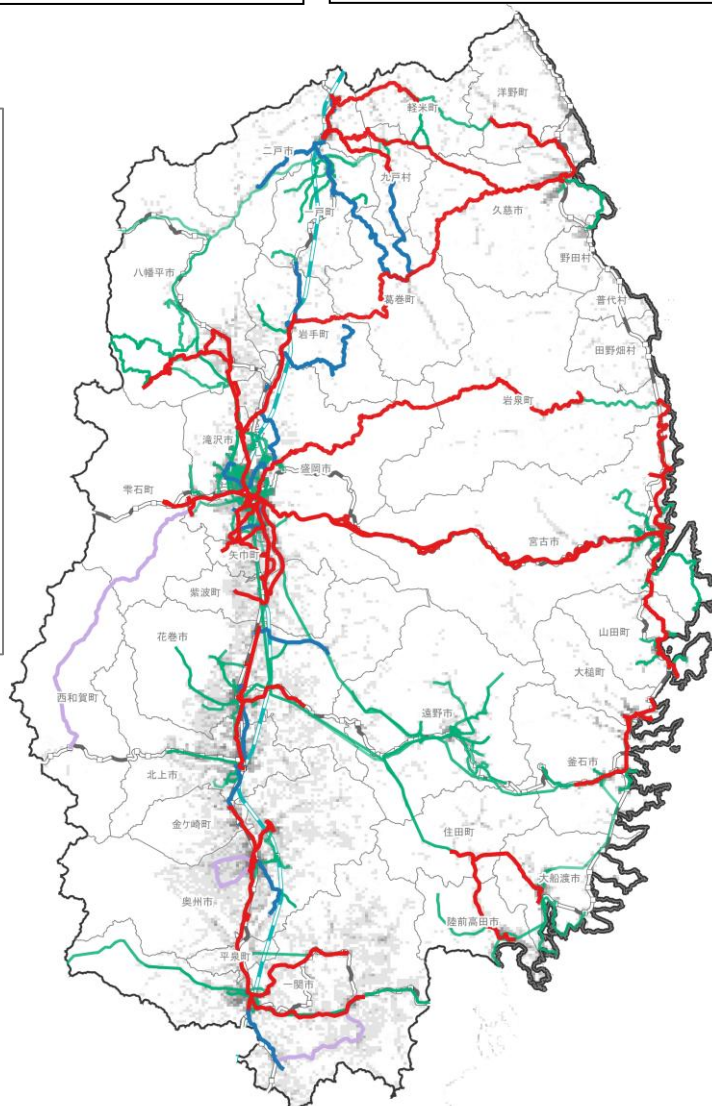 洋野町
軽米町
二戸市
九戸村
一戸町
久慈市
野田村
八幡平市
葛巻町
普代村
岩手町
田野畑村
岩泉町
滝沢市
盛岡市
雫石町
宮古市
矢巾町
紫波町
山田町
花巻市
大槌町
西和賀町
遠野市
釜石市
北上市
金ケ崎町
住田町
大船渡市
奥州市
陸前高田市
平泉町
一関市